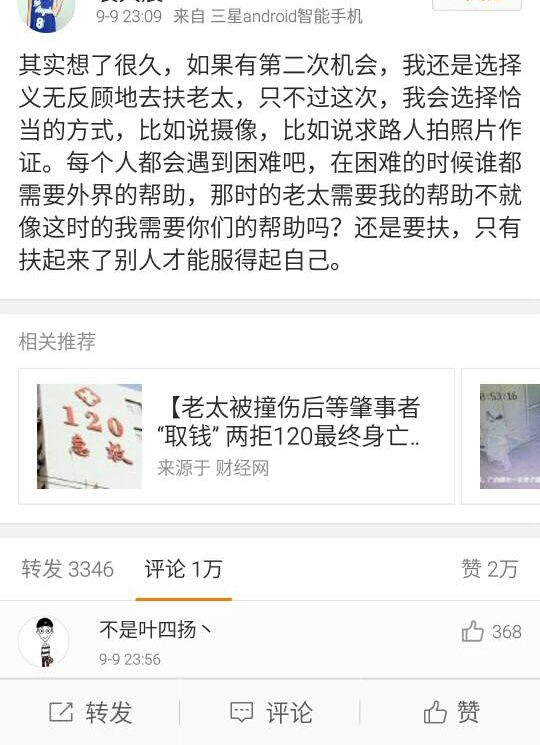 9-9 23:09 来自 三星android智能手机
其实想了很久，如果有第二次机会，我还是选择
义无反顾地去扶老太，只不过这次，我会选择恰
当的方式，比如说摄像，比如说求路人拍照片作
证。每个人都会遇到困难吧，在困难的时候谁都
需要外界的帮助，那时的老太需要我的帮助不就
像这时的我需要你们的帮助吗？还是要扶，只有
扶起来了别人才能服得起自己。
相关推荐
120
急救
【老太被撞伤后等肇事者
“取钱” 两拒120最终身亡..
来源于 财经网
8:53:16
转发 3346
评论 1万
赞 2万
不是叶四扬丶
368
9-9 23:56
转发
评论
赞